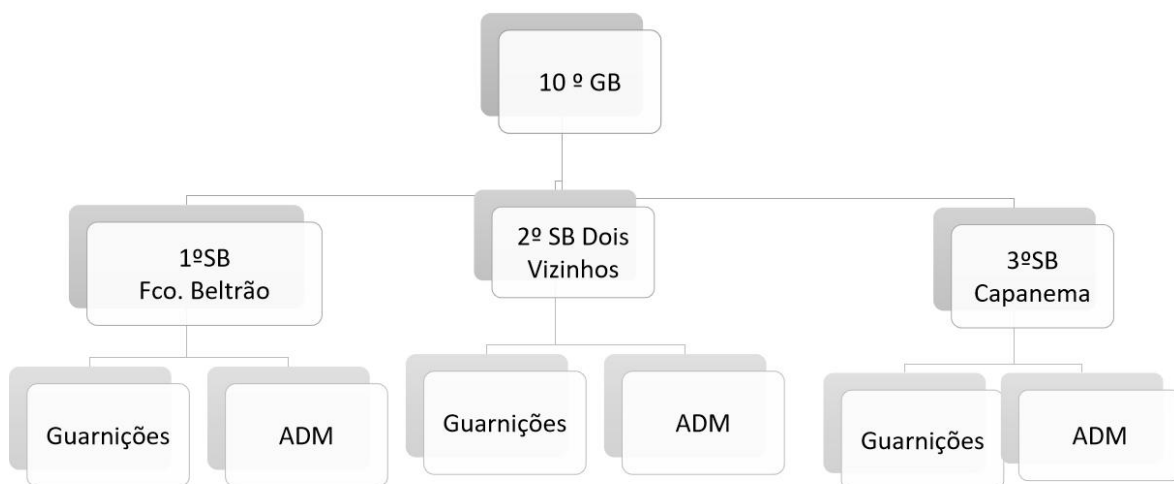 10 º GB
1ºSB
Fco. Beltrão
2º SB Dois
Vizinhos
3ºSB
Capanema
Guarnições
ADM
Guarnições
ADM
Guarnições
ADM